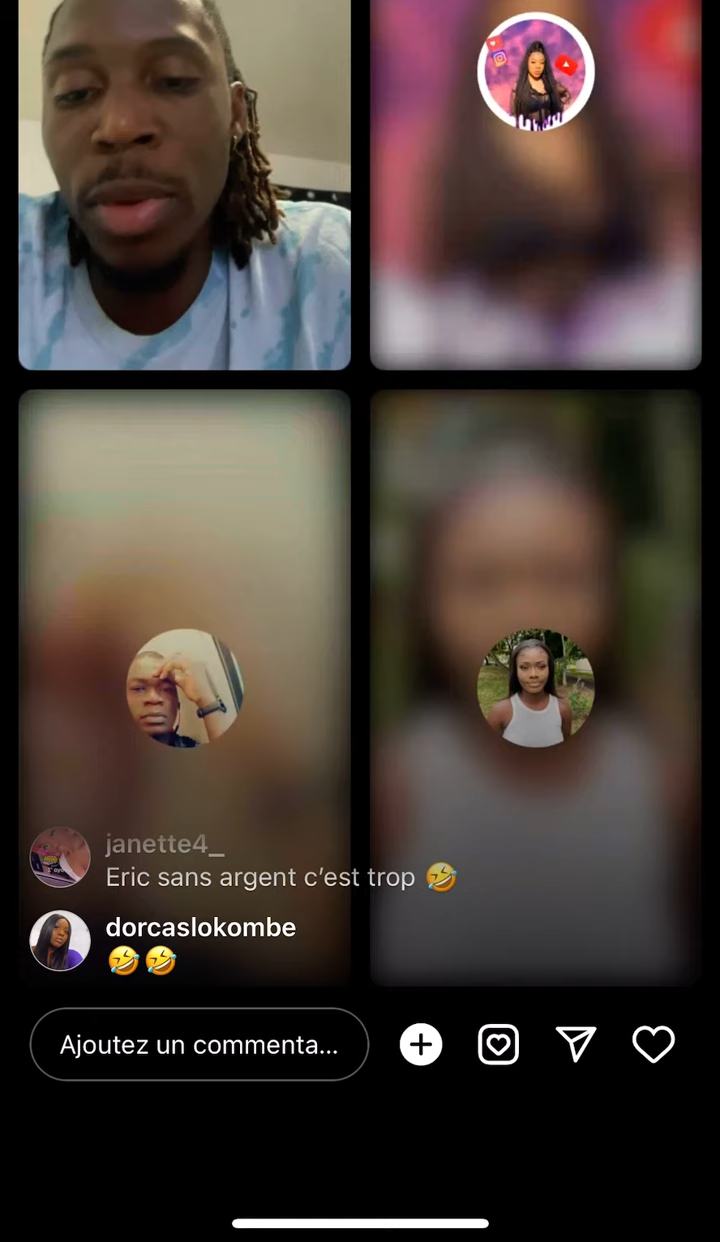 janette4_
Eric sans argent c’est trop 🤣
dorcaslokombe
🤣🤣
Ajoutez un commenta...